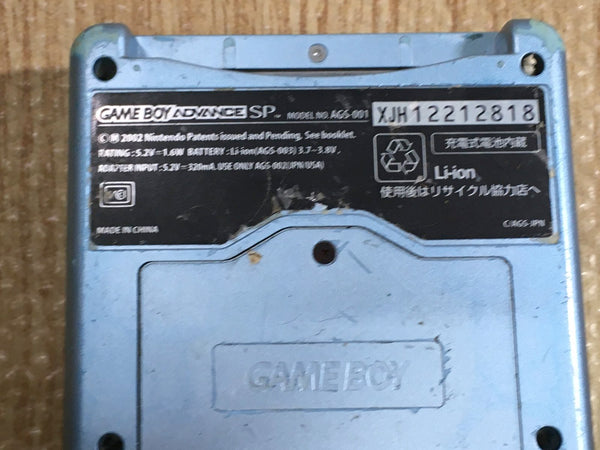 GAME BOY ADVANCE SP™ MODEL NO. AGS-001 XJH12212818
© Ⓜ 2002 Nintendo Patents issued and Pending. See booklet.
RATING : 5.2V⎓1.6W BATTERY : Li-ion(AGS-003) 3.7⎓3.8V,
ADAPTER INPUT : 5.2V⎓320mA. USE ONLY AGS-002(JPN USA)
充電式電池内蔵
Li-ion
使用後はリサイクル協力店へ
MADE IN CHINA
C/AGS-JPN
GAME BOY